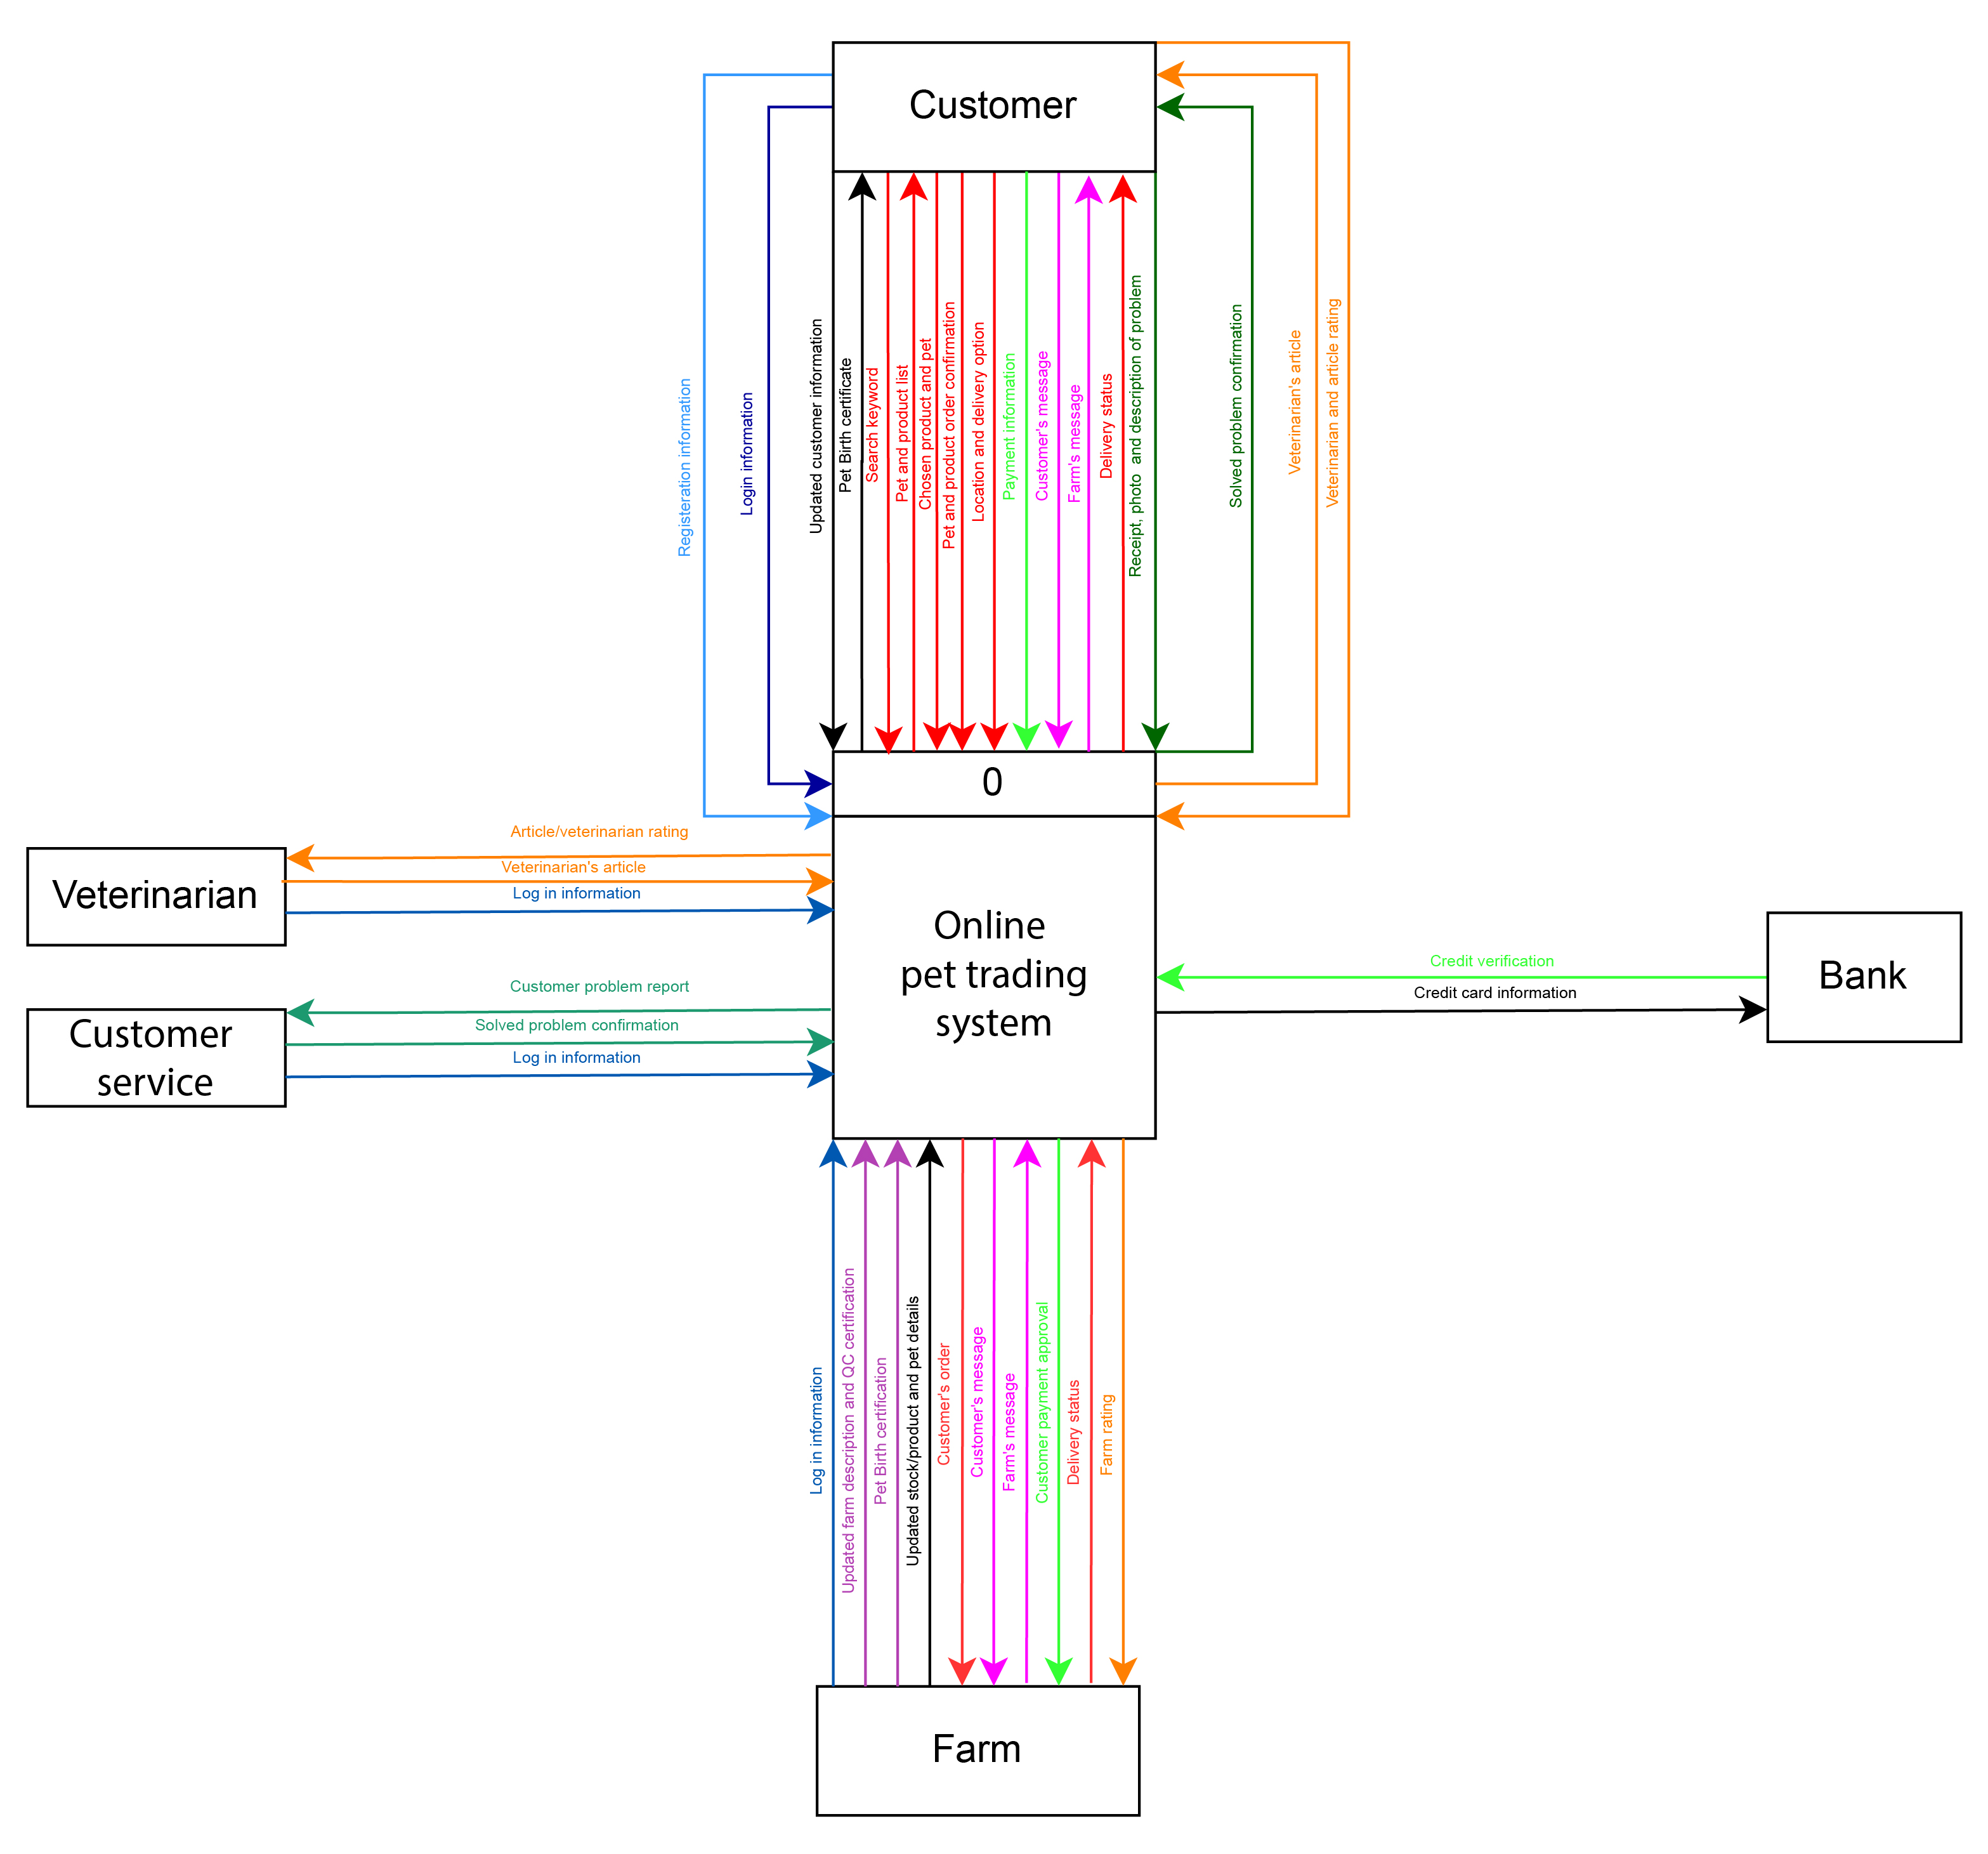 Customer
Registeration information
Login information
Updated customer information
Pet Birth certificate
Search keyword
Pet and product list
Chosen product and pet
Pet and product order confirmation
Location and delivery option
Payment information
Customer's message
Farm's message
Delivery status
Receipt, photo and description of problem
Solved problem confirmation
Veterinarian's article
Veterinarian and article rating
0
Online
pet trading
system
Article/veterinarian rating
Veterinarian's article
Log in information
Veterinarian
Customer problem report
Solved problem confirmation
Log in information
Customer
service
Credit verification
Credit card information
Bank
Log in information
Updated farm description and QC certification
Pet Birth certification
Updated stock/product and pet details
Customer's order
Customer's message
Farm's message
Customer payment approval
Delivery status
Farm rating
Farm